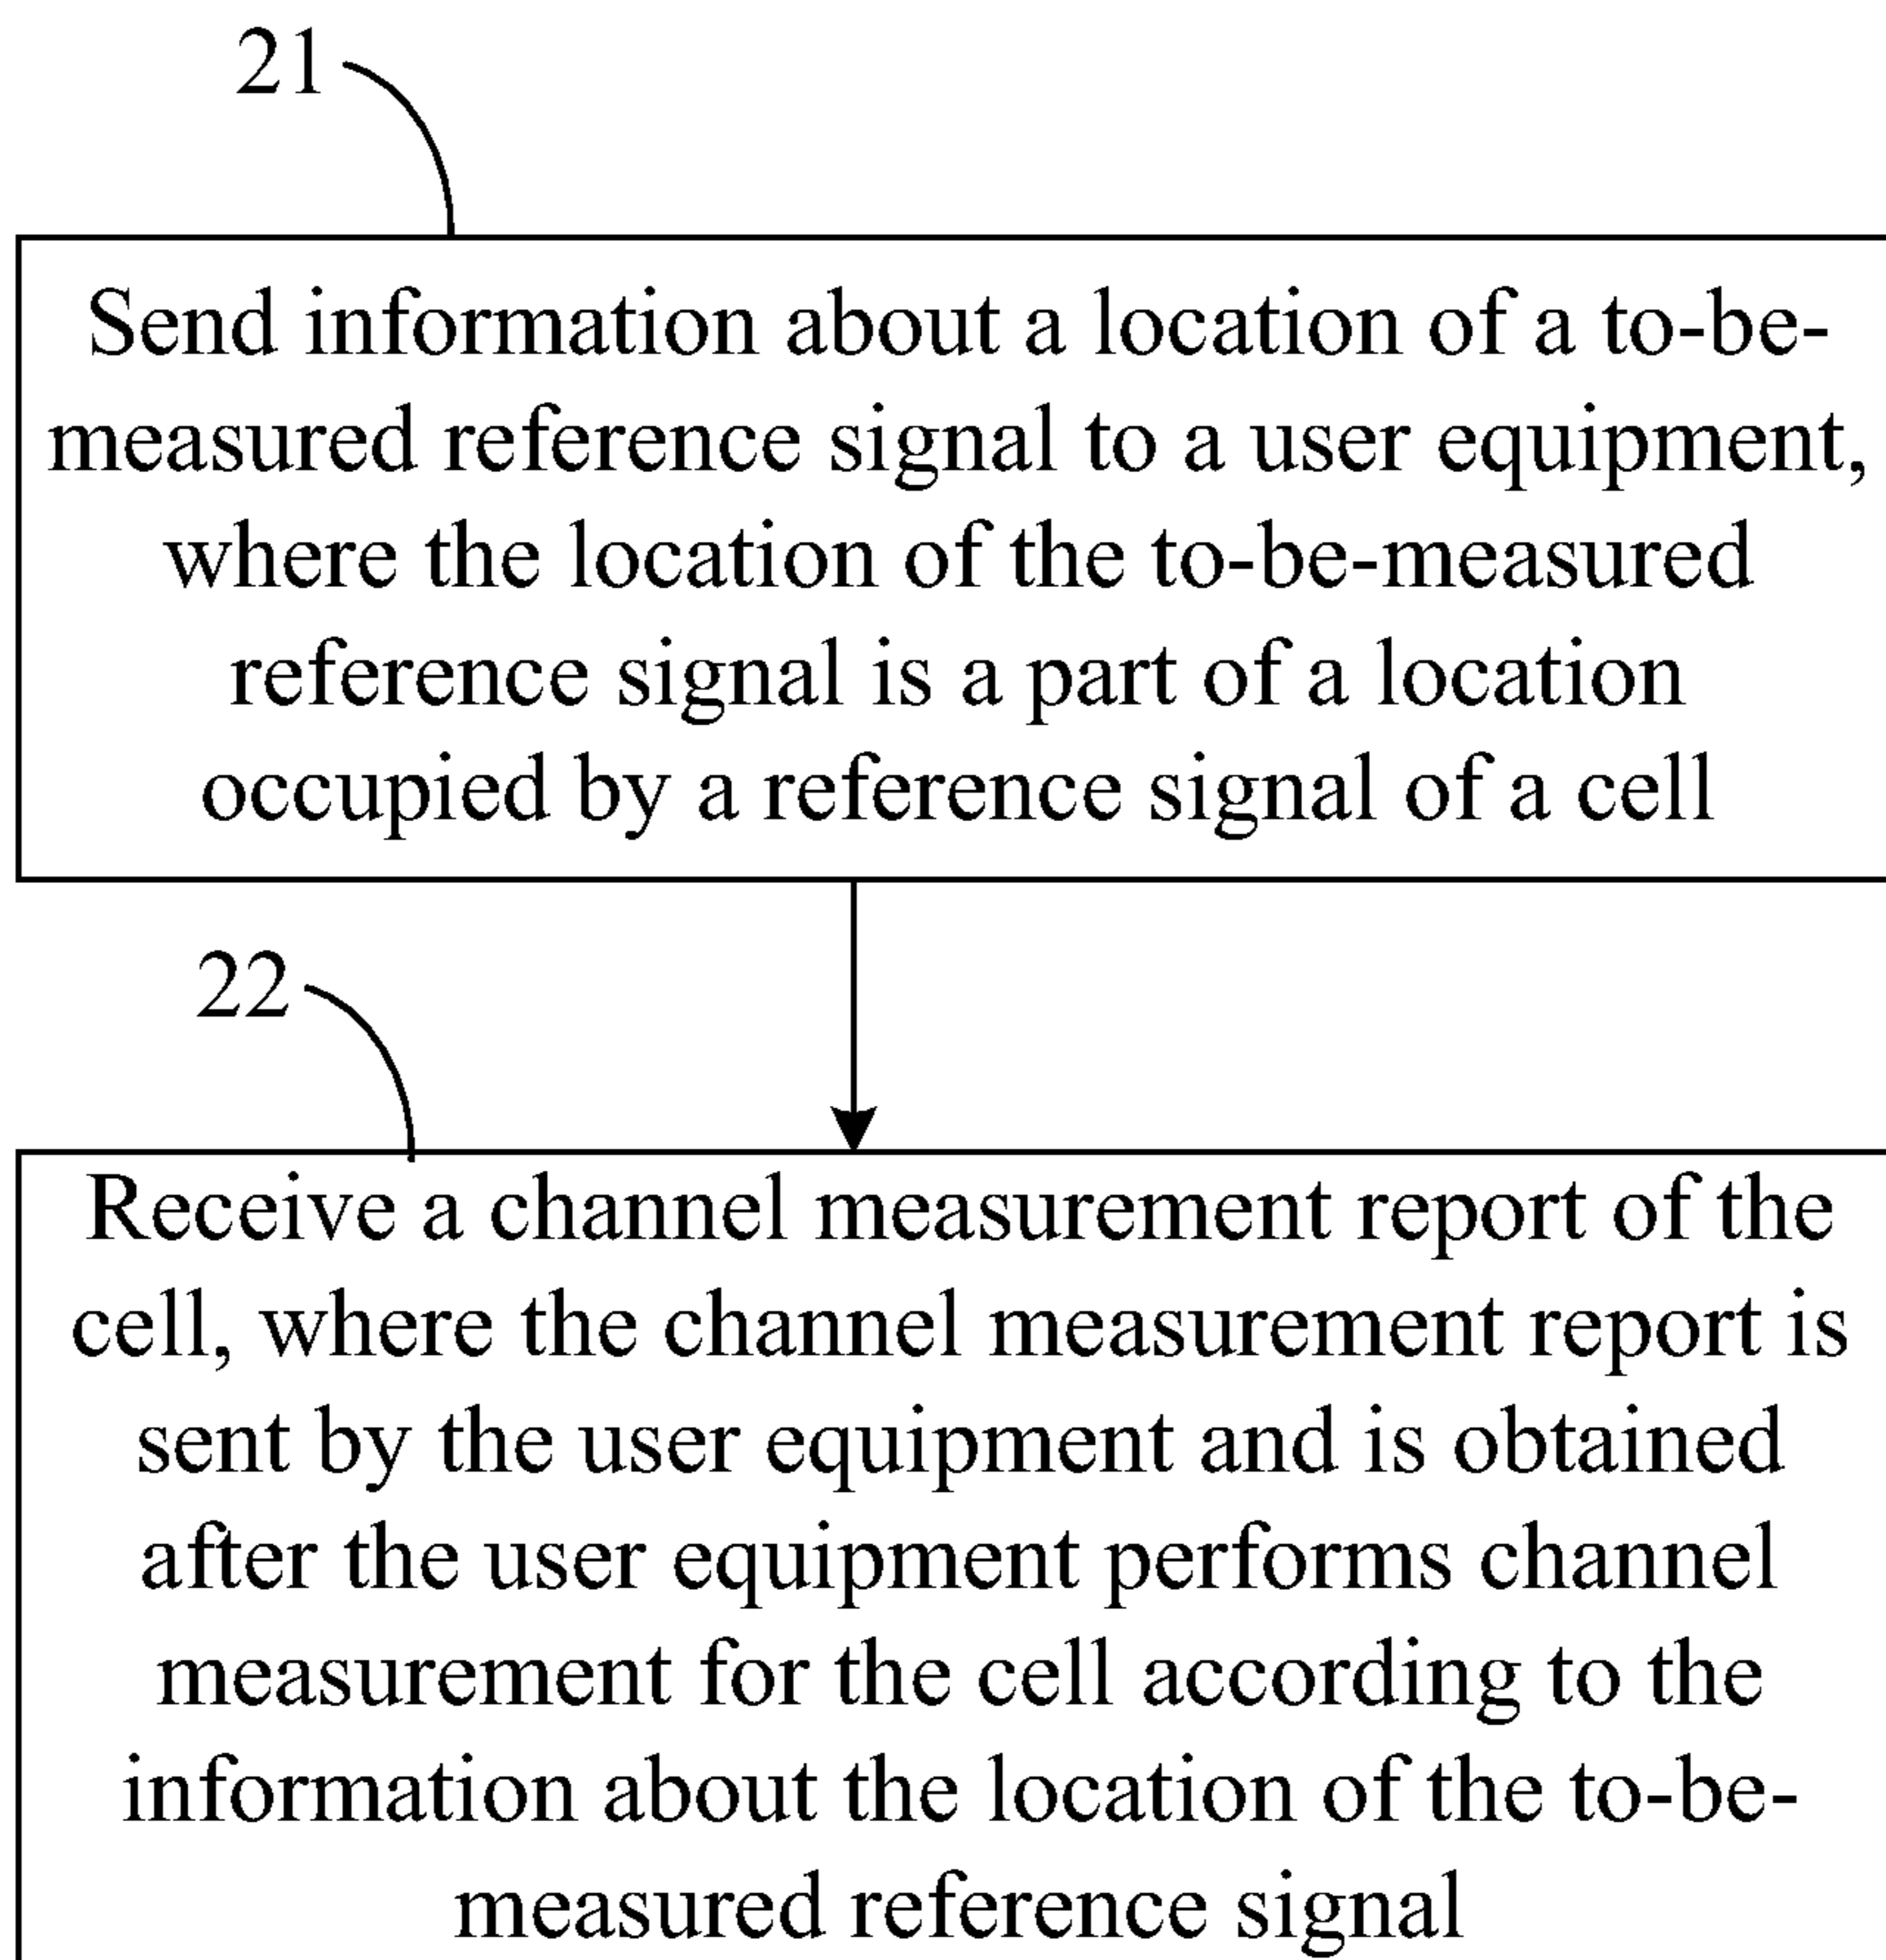 21
Send information about a location of a to-be-
measured reference signal to a user equipment,
where the location of the to-be-measured
reference signal is a part of a location
occupied by a reference signal of a cell
22
Receive a channel measurement report of the
cell, where the channel measurement report is
sent by the user equipment and is obtained
after the user equipment performs channel
measurement for the cell according to the
information about the location of the to-be-
measured reference signal